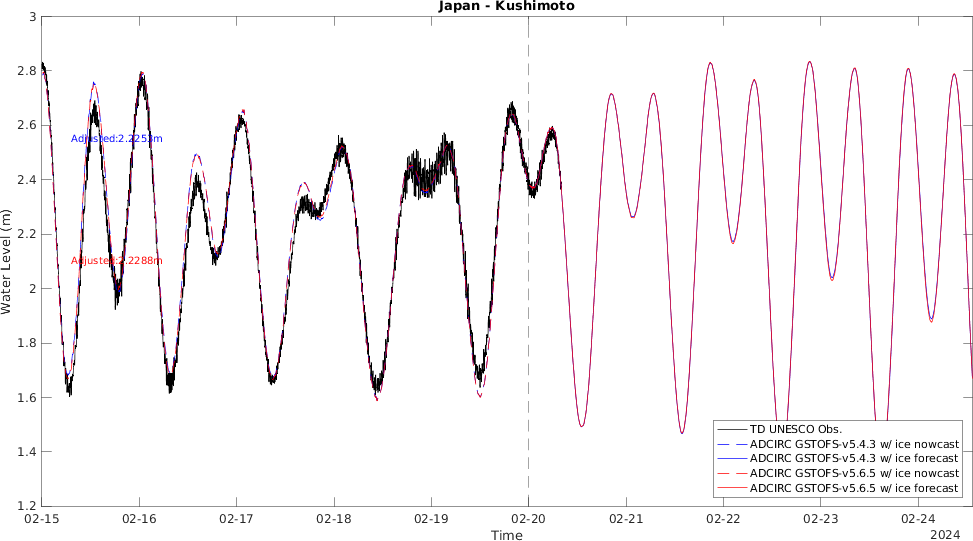 Japan - Kushimoto
3
2.8
2.6
2.4
2.2
2
1.8
1.6
1.4
1.2
Water Level (m)
Adjusted:2.2253m
Adjusted:2.2288m
TD UNESCO Obs.
ADCIRC GSTOFS-v5.4.3 w/ ice nowcast
ADCIRC GSTOFS-v5.4.3 w/ ice forecast
ADCIRC GSTOFS-v5.6.5 w/ ice nowcast
ADCIRC GSTOFS-v5.6.5 w/ ice forecast
02-15 02-16 02-17 02-18 02-19 02-20 02-21 02-22 02-23 02-24
Time
2024